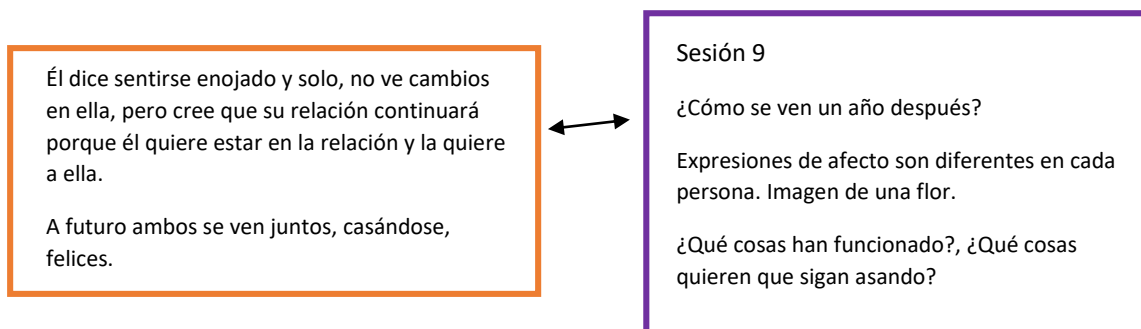 Él dice sentirse enojado y solo, no ve cambios
en ella, pero cree que su relación continuará
porque él quiere estar en la relación y la quiere
a ella.
A futuro ambos se ven juntos, casándose,
felices.
Sesión 9
¿Cómo se ven un año después?
Expresiones de afecto son diferentes en cada
persona. Imagen de una flor.
¿Qué cosas han funcionado?, ¿Qué cosas
quieren que sigan asando?